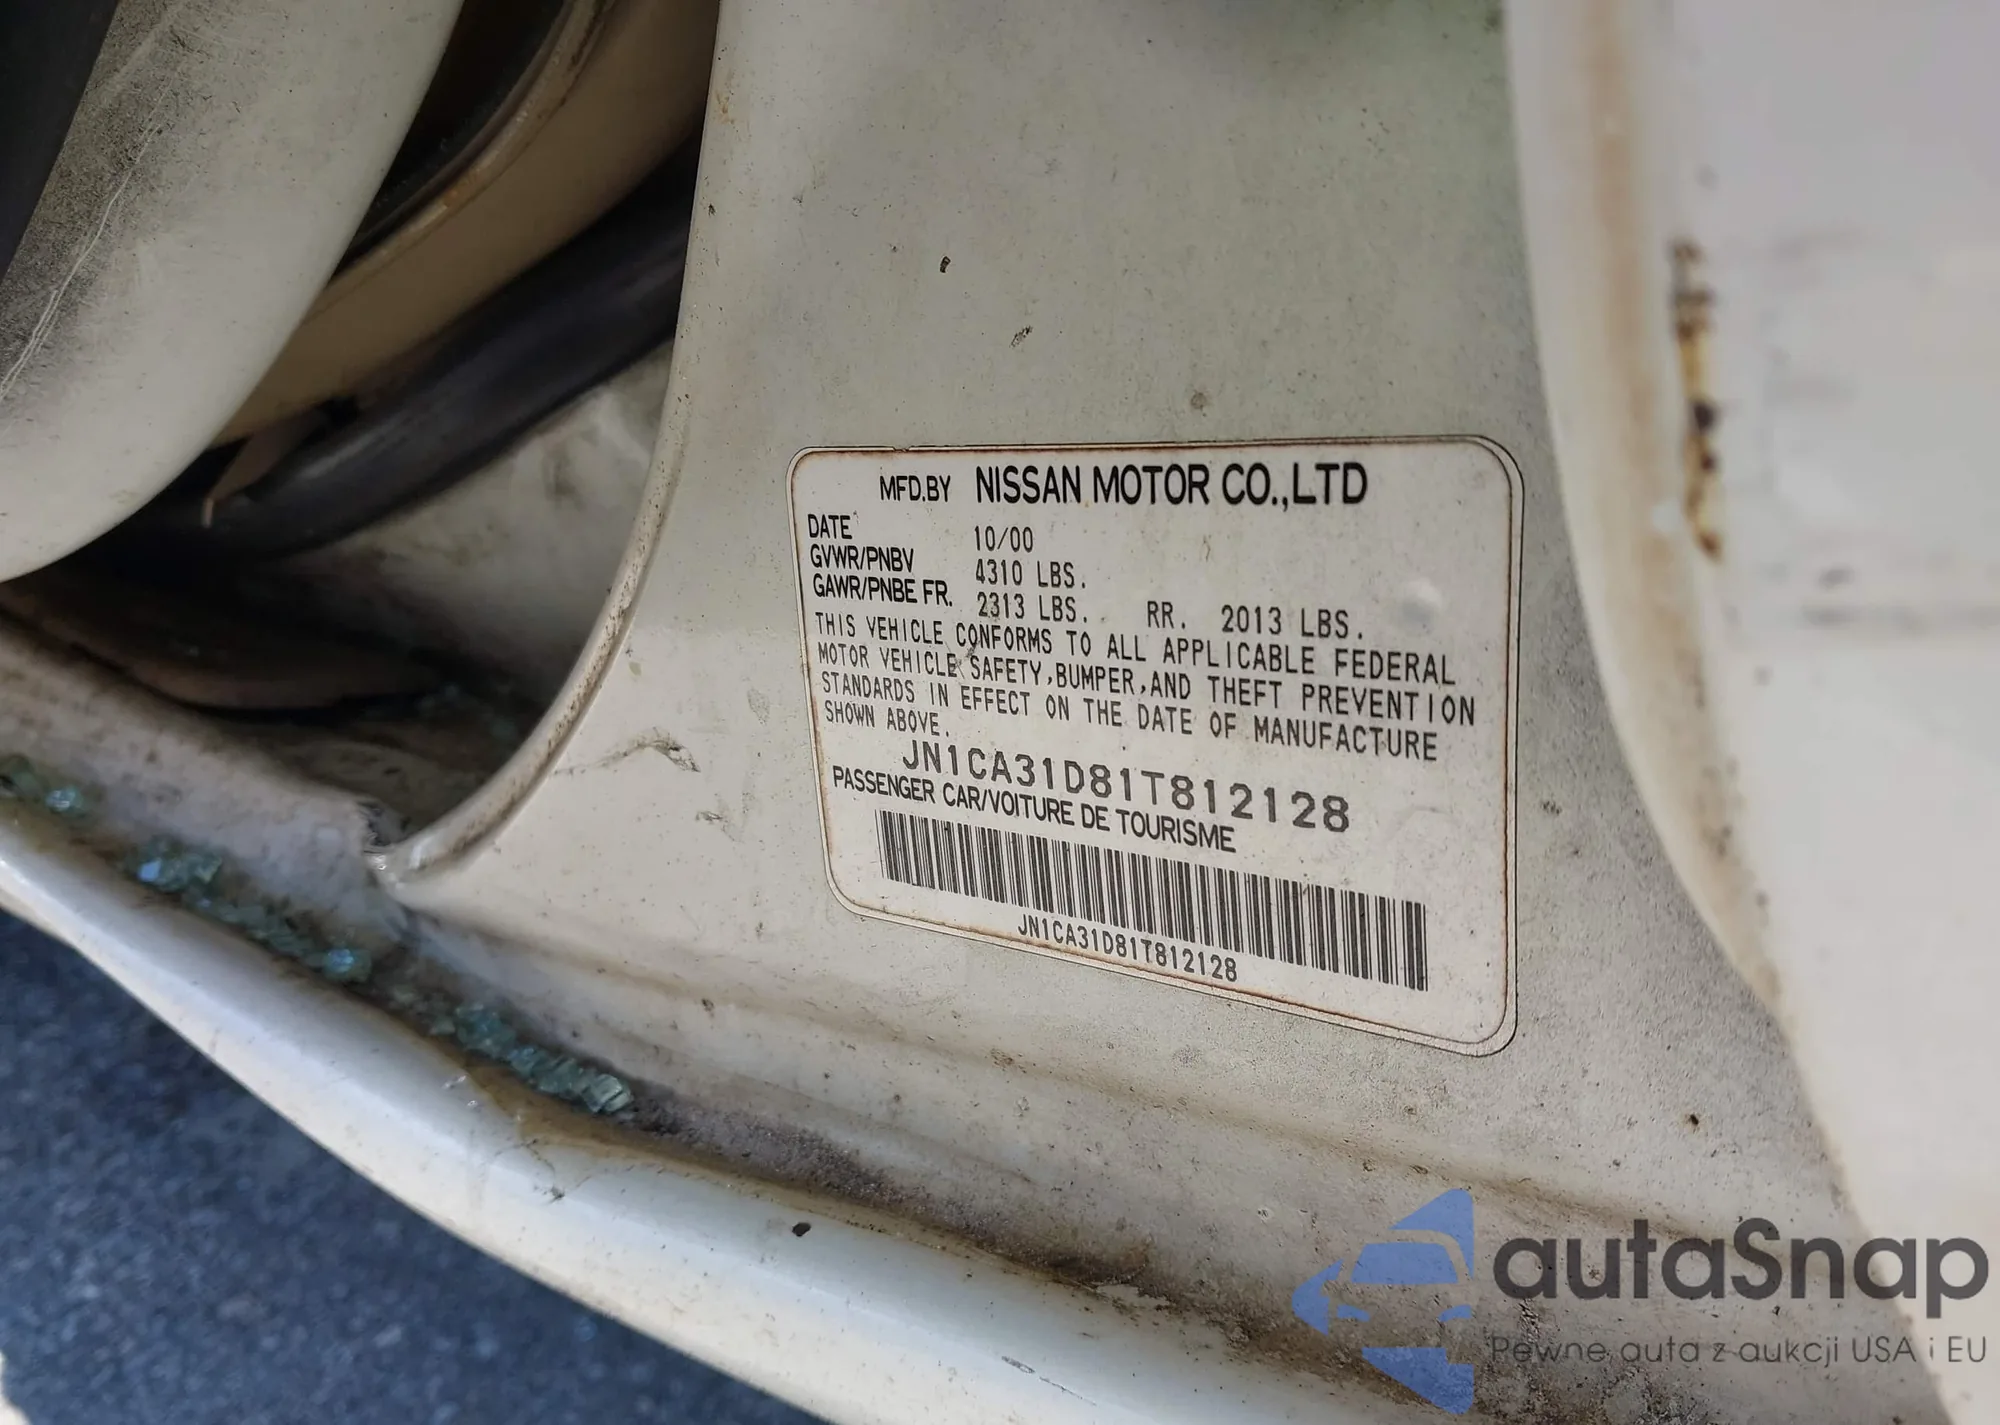 MFD.BY NISSAN MOTOR CO.,LTD
DATE 10/00
GVWR/PNBV 4310 LBS.
GAWR/PNBE FR. 2313 LBS. RR. 2013 LBS.
THIS VEHICLE CONFORMS TO ALL APPLICABLE FEDERAL
MOTOR VEHICLE SAFETY,BUMPER,AND THEFT PREVENTION
STANDARDS IN EFFECT ON THE DATE OF MANUFACTURE
SHOWN ABOVE.
JN1CA31D81T812128
PASSENGER CAR/VOITURE DE TOURISME
JN1CA31D81T812128
autaSnap
Pewne auta z aukcji USA i EU